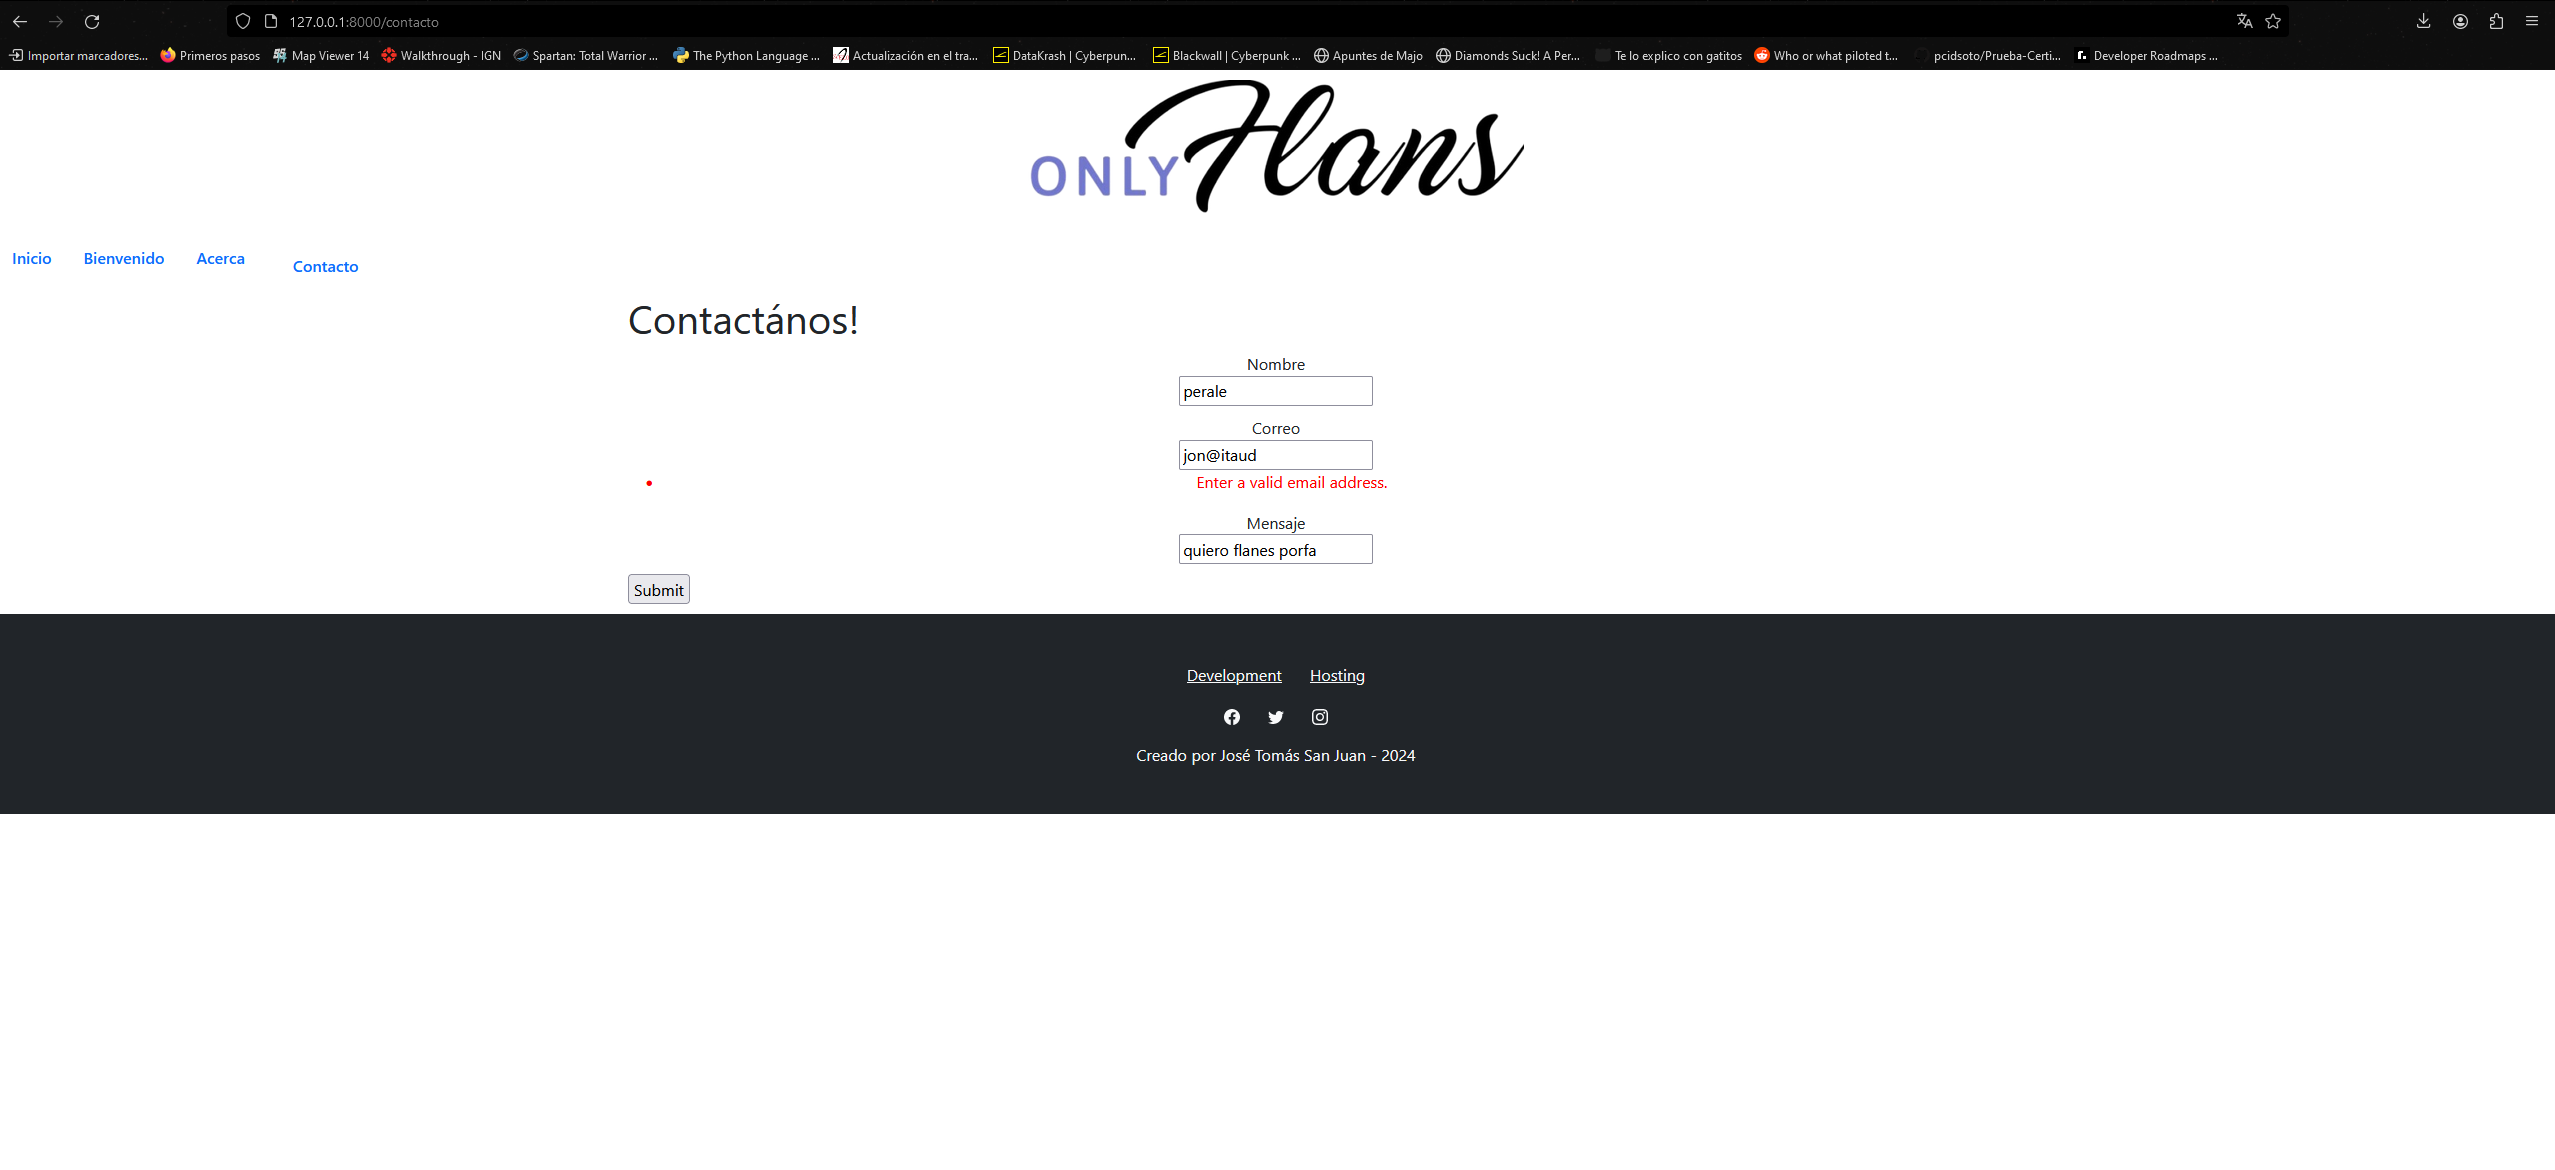 127.0.0.1:8000/contacto
Importar marcadores... Primeros pasos Map Viewer 14 Walkthrough - IGN Spartan: Total Warrior ... The Python Language ... Actualización en el tra... DataKrash | Cyberpun... Blackwall | Cyberpunk ... Apuntes de Majo Diamonds Suck! A Per... Te lo explico con gatitos Who or what piloted t... pcidsoto/Prueba-Certi... Developer Roadmaps ...
ONLY Flans
Inicio Bienvenido Acerca Contacto
Contactános!
Nombre
perale
Correo
jon@itaud
Enter a valid email address.
Mensaje
quiero flanes porfa
Submit
Development Hosting
Creado por José Tomás San Juan - 2024